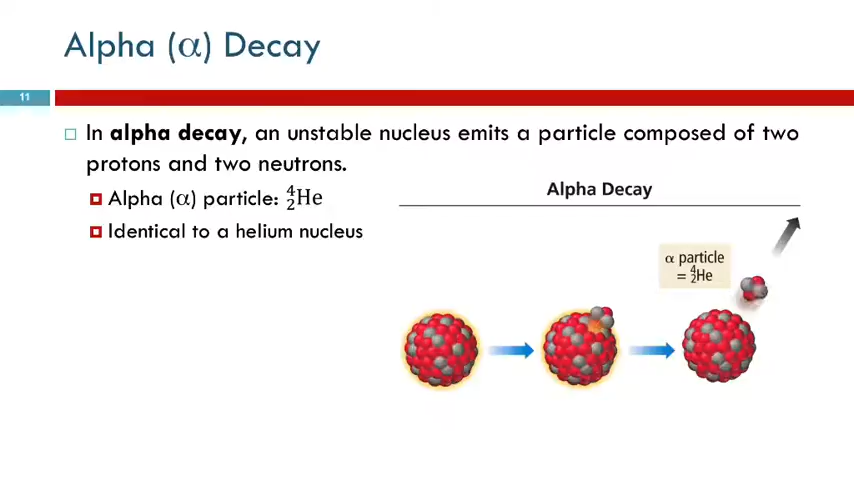 Alpha (α) Decay
11
In alpha decay, an unstable nucleus emits a particle composed of two
protons and two neutrons.
Alpha (α) particle: ⁴₂He
Identical to a helium nucleus
Alpha Decay
α particle
= ⁴₂He